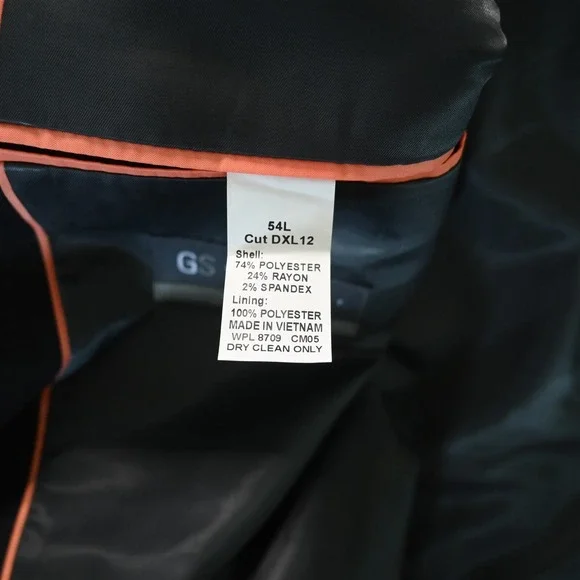 54L
Cut DXL12
Shell:
74% POLYESTER
24% RAYON
2% SPANDEX
Lining:
100% POLYESTER
MADE IN VIETNAM
WPL 8709 CM05
DRY CLEAN ONLY
GS